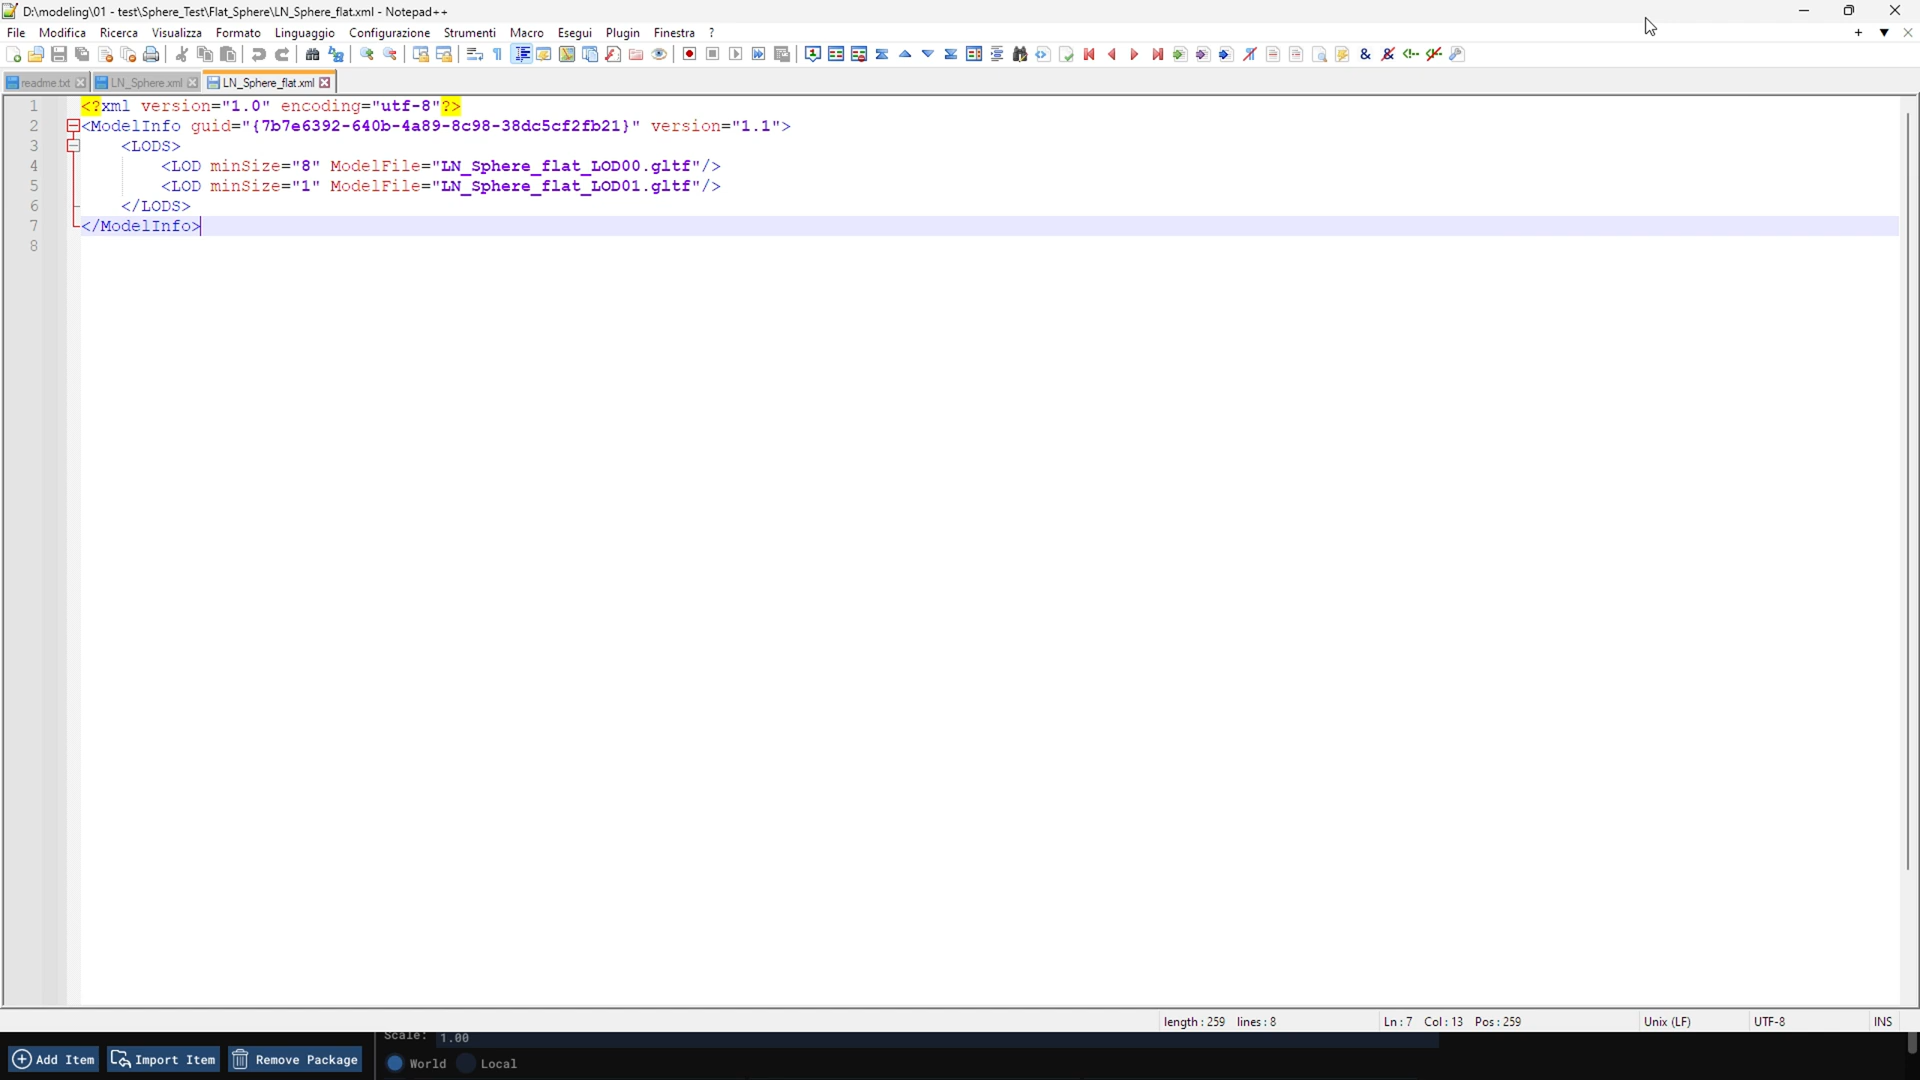 D:\modeling\01 - test\Sphere_Test\Flat_Sphere\LN_Sphere_flat.xml - Notepad++
File Modifica Ricerca Visualizza Formato Linguaggio Configurazione Strumenti Macro Esegui Plugin Finestra ?
readme.txt LN_Sphere.xml LN_Sphere_flat.xml
1 <?xml version="1.0" encoding="utf-8"?>
2 <ModelInfo guid="{7b7e6392-640b-4a89-8c98-38dc5cf2fb21}" version="1.1">
3 <LODS>
4 <LOD minSize="8" ModelFile="LN_Sphere_flat_LOD00.gltf"/>
5 <LOD minSize="1" ModelFile="LN_Sphere_flat_LOD01.gltf"/>
6 </LODS>
7 </ModelInfo>
8
length : 259 lines : 8 Ln : 7 Col : 13 Pos : 259 Unix (LF) UTF-8 INS
Scale: 1.00
Add Item Import Item Remove Package World Local